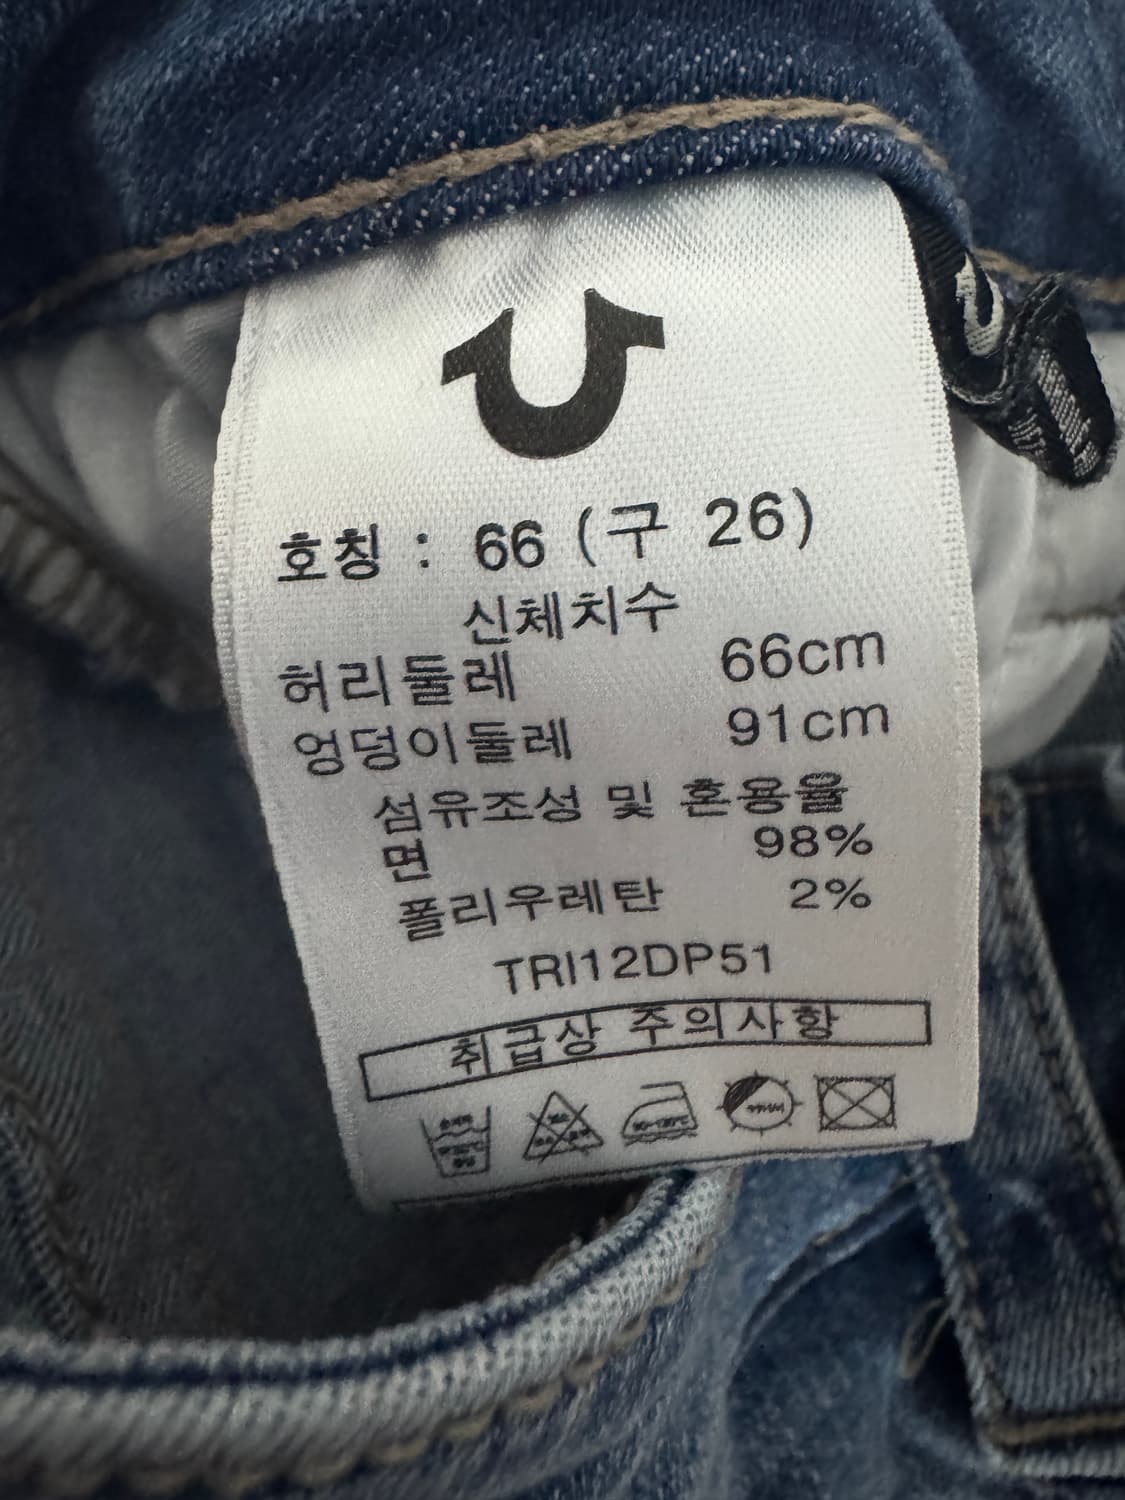 호칭 : 66 (구 26)
신체치수
허리둘레 66cm
엉덩이둘레 91cm
섬유조성 및 혼용율
면 98%
폴리우레탄 2%
TRI12DP51
취급상 주의사항